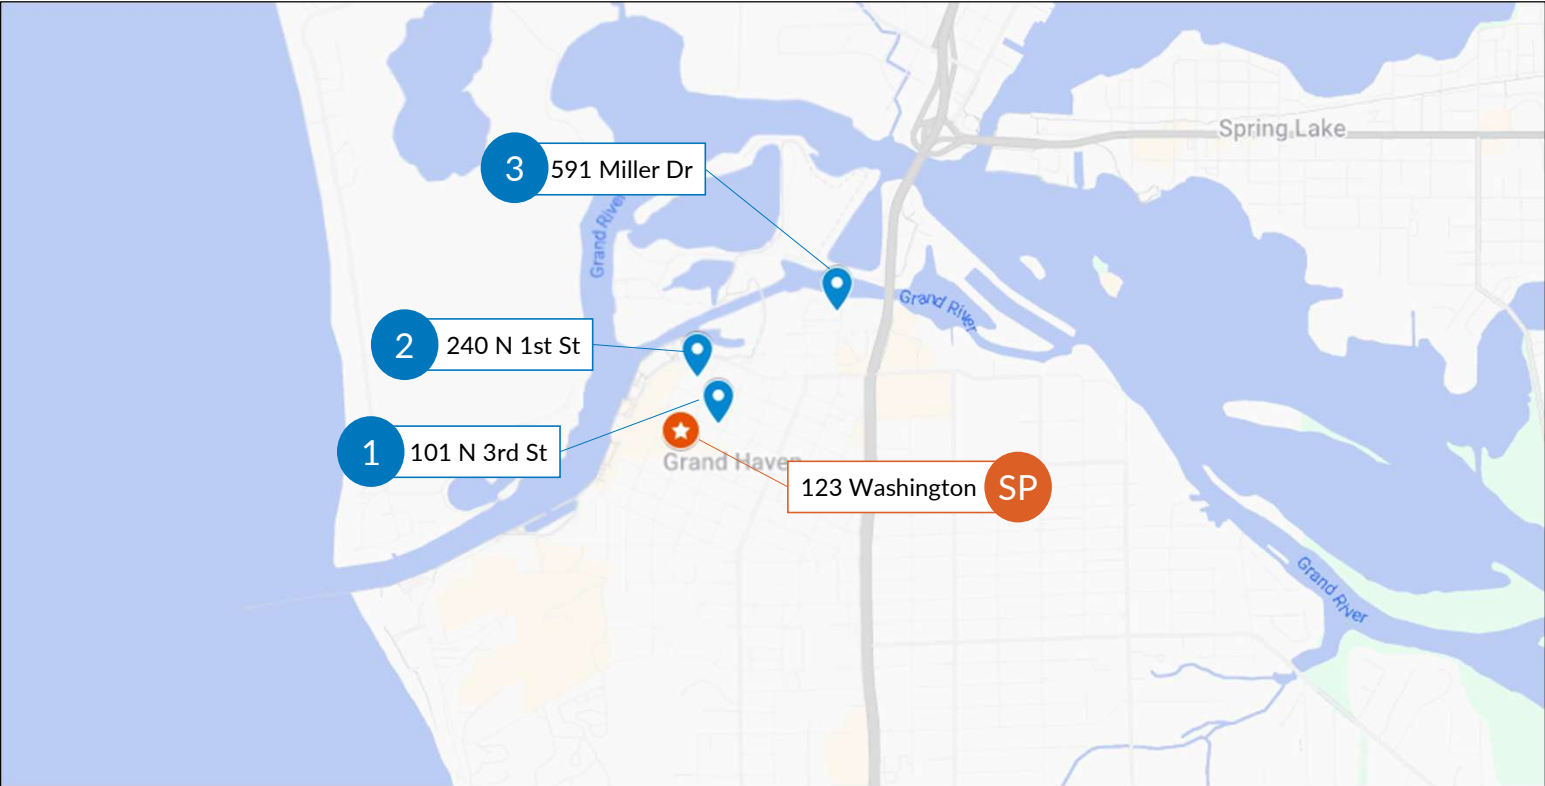 Spring Lake
3 591 Miller Dr
Grand River
Grand River
2 240 N 1st St
1 101 N 3rd St
Grand Haven
123 Washington SP
Grand River